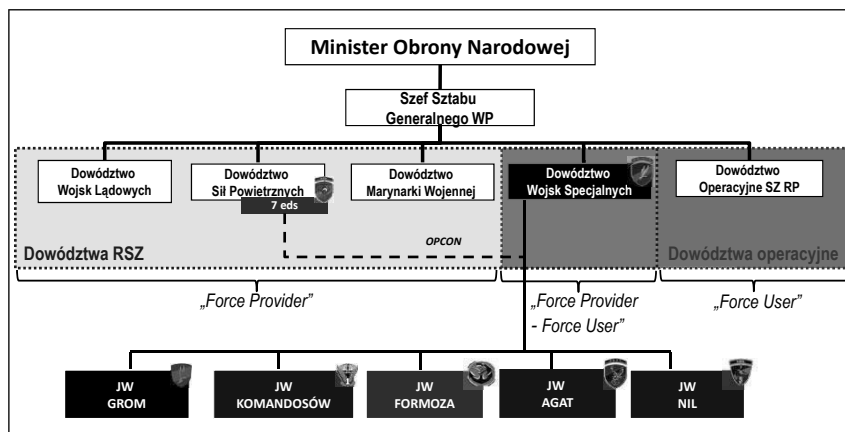 Minister Obrony Narodowej
Szef Sztabu
Generalnego WP
Dowództwo
Wojsk Lądowych
Dowództwo
Sił Powietrznych
7 eds
Dowództwo
Marynarki Wojennej
Dowództwo
Wojsk Specjalnych
Dowództwo
Operacyjne SZ RP
OPCON
Dowództwa RSZ
Dowództwa operacyjne
„Force Provider”
„Force Provider
- Force User”
„Force User”
JW
GROM
JW
KOMANDOSÓW
JW
FORMOZA
JW
AGAT
JW
NIL